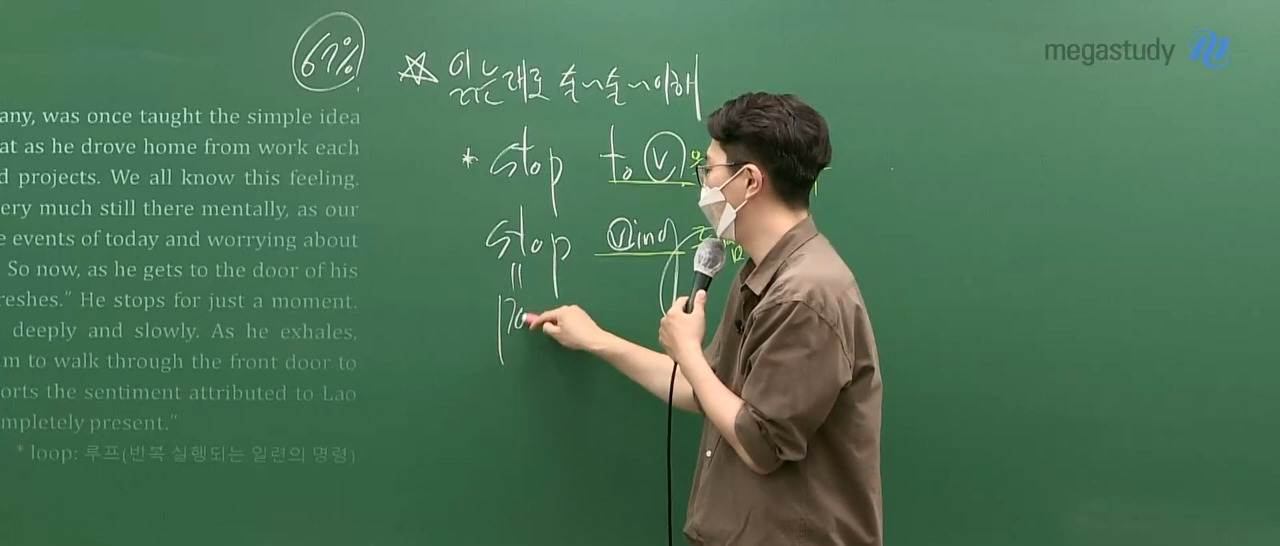 megastudy
67%
읽는대로 술~술~이해
any, was once taught the simple idea
at as he drove home from work each
d projects. We all know this feeling.
ery much still there mentally, as our
e events of today and worrying about
So now, as he gets to the door of his
reshes.” He stops for just a moment.
deeply and slowly. As he exhales,
m to walk through the front door to
orts the sentiment attributed to Lao
mpletely present.”
* loop: 루프(반복 실행되는 일련의 명령)
* stop to V
stop Ving